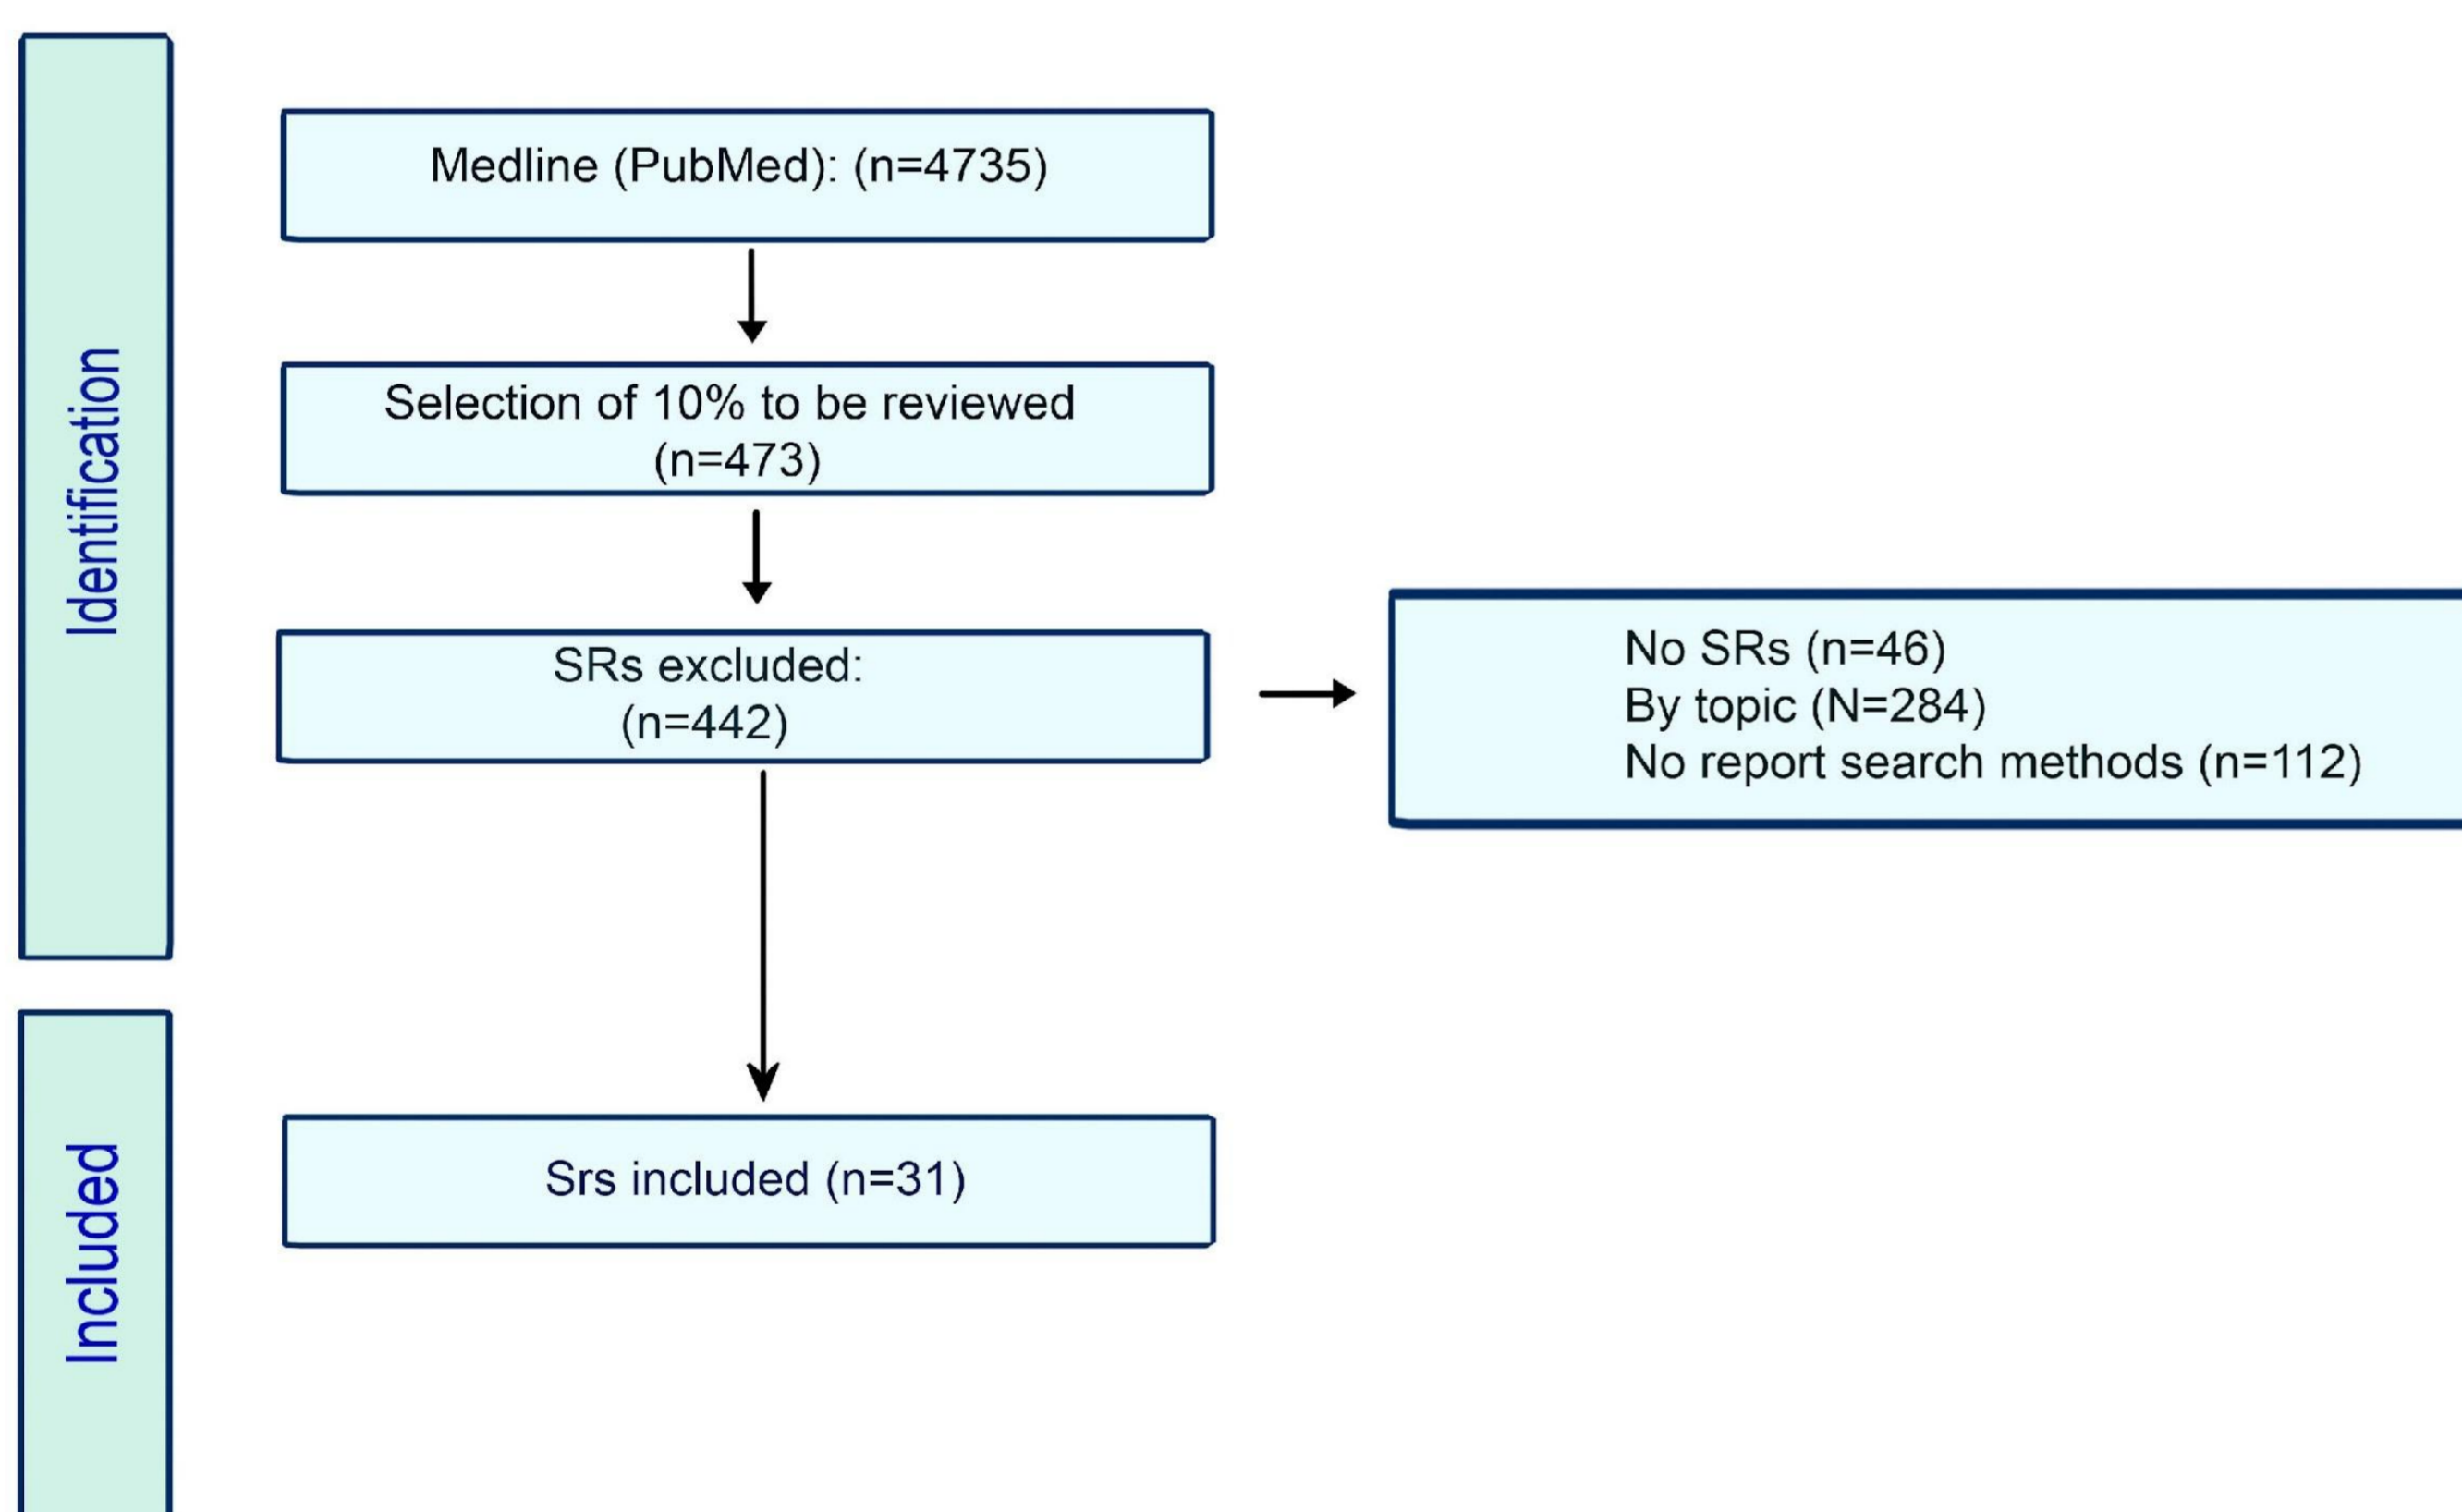 Identification
Medline (PubMed): (n=4735)
Selection of 10% to be reviewed
(n=473)
SRs excluded:
(n=442)
No SRs (n=46)
By topic (N=284)
No report search methods (n=112)
Included
Srs included (n=31)